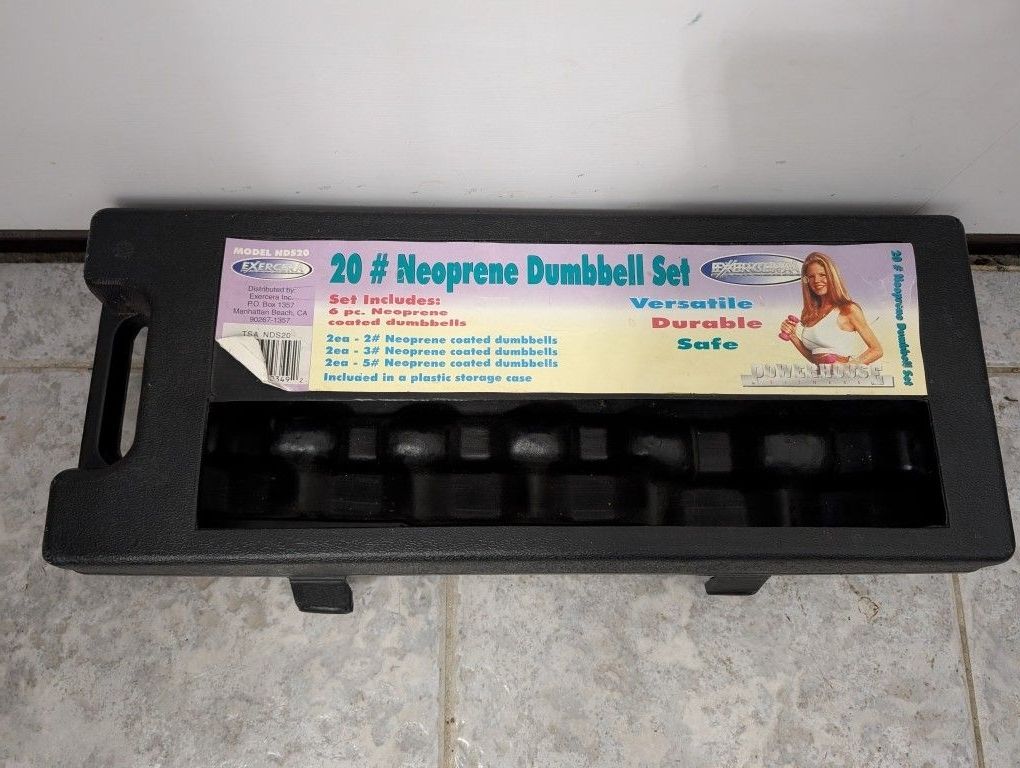 MODEL NDS20
EXERCERA
Distributed by
Exercera Inc.
P.O. Box 1357
Manhattan Beach, CA
90267-1357
TSA NDS20
20 # Neoprene Dumbbell Set
Set Includes:
6 pc. Neoprene
coated dumbbells
2ea - 2# Neoprene coated dumbbells
2ea - 3# Neoprene coated dumbbells
2ea - 5# Neoprene coated dumbbells
Included in a plastic storage case
Versatile
Durable
Safe
EXERCERA
POWERHOUSE
20 # Neoprene Dumbbell Set